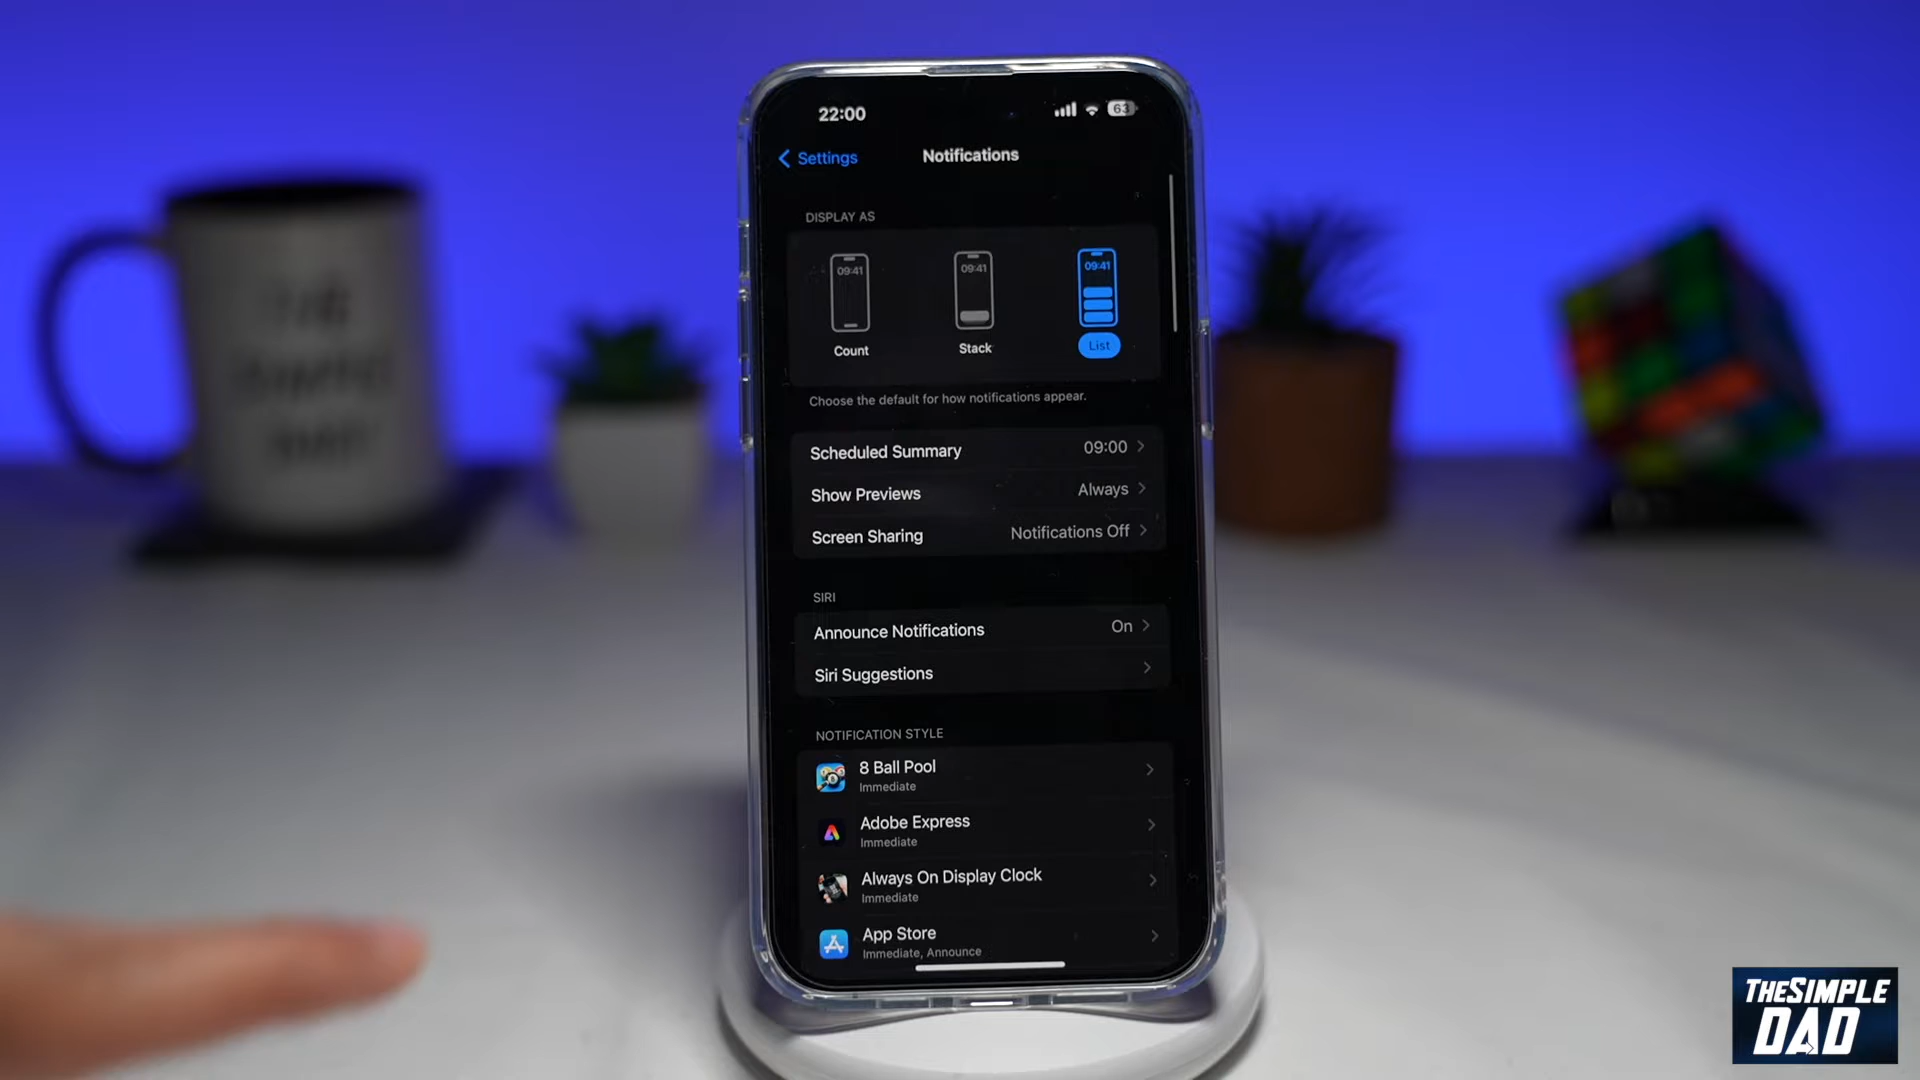 22:00
63
Settings
Notifications
DISPLAY AS
09:41
09:41
09:41
Count
Stack
List
Choose the default for how notifications appear.
Scheduled Summary 09:00
Show Previews Always
Screen Sharing Notifications Off
SIRI
Announce Notifications On
Siri Suggestions
NOTIFICATION STYLE
8 Ball Pool
Immediate
Adobe Express
Immediate
Always On Display Clock
Immediate
App Store
Immediate, Announce
THE
SIMPLE
DAD
THESIMPLE
DAD